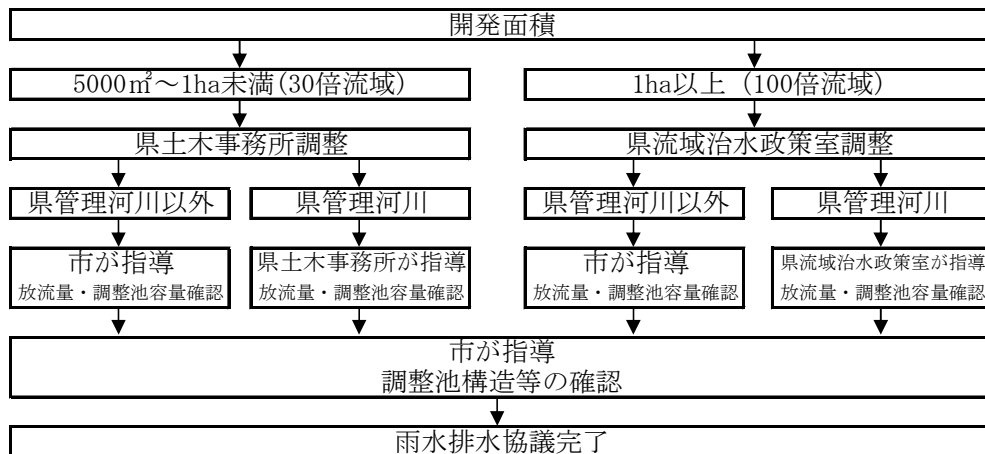 開発面積
5000㎡～1ha未満(30倍流域)
1ha以上 (100倍流域)
県土木事務所調整
県流域治水政策室調整
県管理河川以外
県管理河川
県管理河川以外
県管理河川
市が指導
放流量・調整池容量確認
県土木事務所が指導
放流量・調整池容量確認
市が指導
放流量・調整池容量確認
県流域治水政策室が指導
放流量・調整池容量確認
市が指導
調整池構造等の確認
雨水排水協議完了